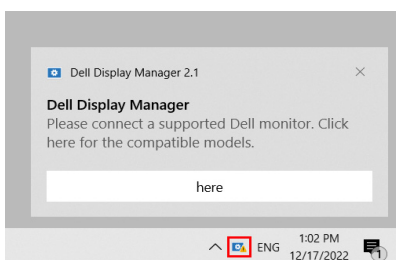 Dell Display Manager 2.1
Dell Display Manager
Please connect a supported Dell monitor. Click
here for the compatible models.
here
ENG
1:02 PM
12/17/2022
1